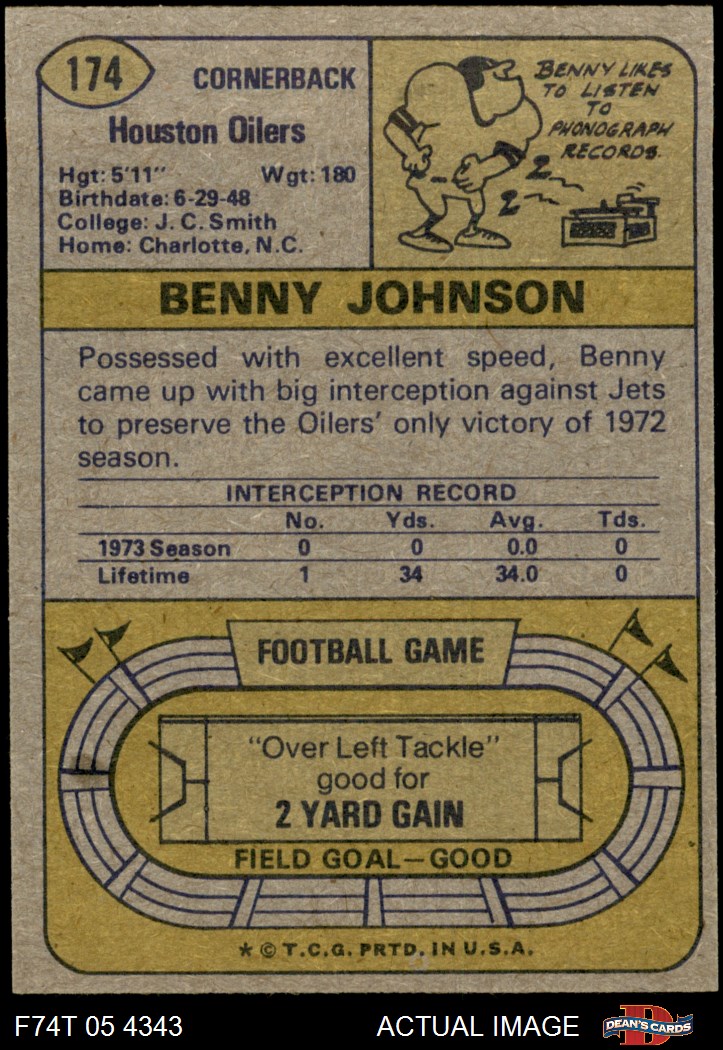 174
CORNERBACK
Houston Oilers
Hgt: 5'11" Wgt: 180
Birthdate: 6-29-48
College: J. C. Smith
Home: Charlotte, N.C.
BENNY LIKES
TO LISTEN
TO
PHONOGRAPH
RECORDS.
BENNY JOHNSON
Possessed with excellent speed, Benny
came up with big interception against Jets
to preserve the Oilers' only victory of 1972
season.
INTERCEPTION RECORD
No. Yds. Avg. Tds.
1973 Season 0 0 0.0 0
Lifetime 1 34 34.0 0
FOOTBALL GAME
"Over Left Tackle"
good for
2 YARD GAIN
FIELD GOAL—GOOD
* © T.C.G. PRTD. IN U.S.A.
F74T 05 4343 ACTUAL IMAGE
DEAN'S CARDS